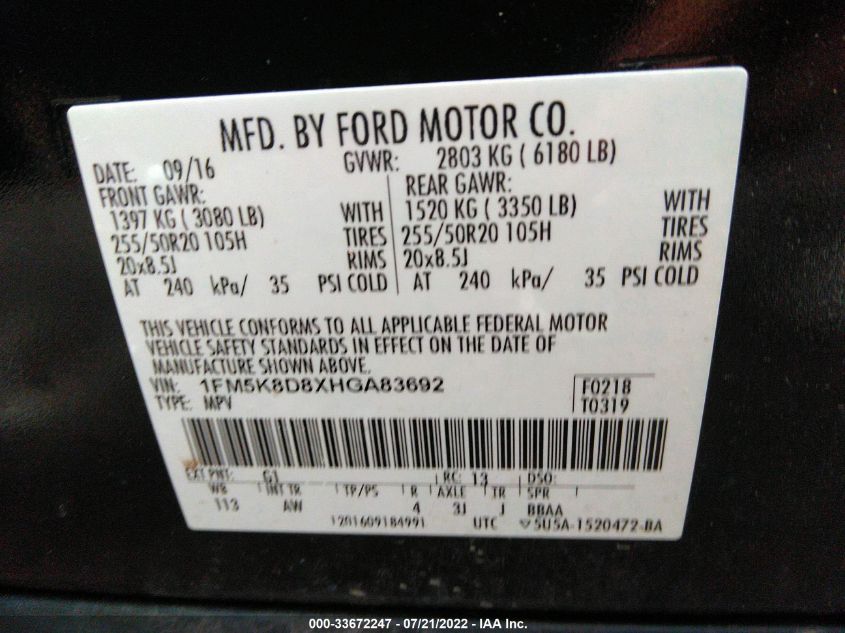 MFD. BY FORD MOTOR CO.
DATE: 09/16 GVWR: 2803 KG ( 6180 LB)
FRONT GAWR: REAR GAWR:
1397 KG ( 3080 LB) WITH 1520 KG ( 3350 LB) WITH
255/50R20 105H TIRES 255/50R20 105H TIRES
20x8.5J RIMS 20x8.5J RIMS
AT 240 kPa/ 35 PSI COLD AT 240 kPa/ 35 PSI COLD
THIS VEHICLE CONFORMS TO ALL APPLICABLE FEDERAL MOTOR
VEHICLE SAFETY STANDARDS IN EFFECT ON THE DATE OF
MANUFACTURE SHOWN ABOVE.
VIN: 1FM5K8D8XHGA83692 F0218
TYPE: MPV T0319
EXT PNT: G1 RC: 13 DSO:
WB INT TR TP/PS R AXLE TR SPR
113 AW 4 3J J BBAA
1201609184991 UTC 5U5A-1520472-BA
000-33672247 - 07/21/2022 - IAA Inc.